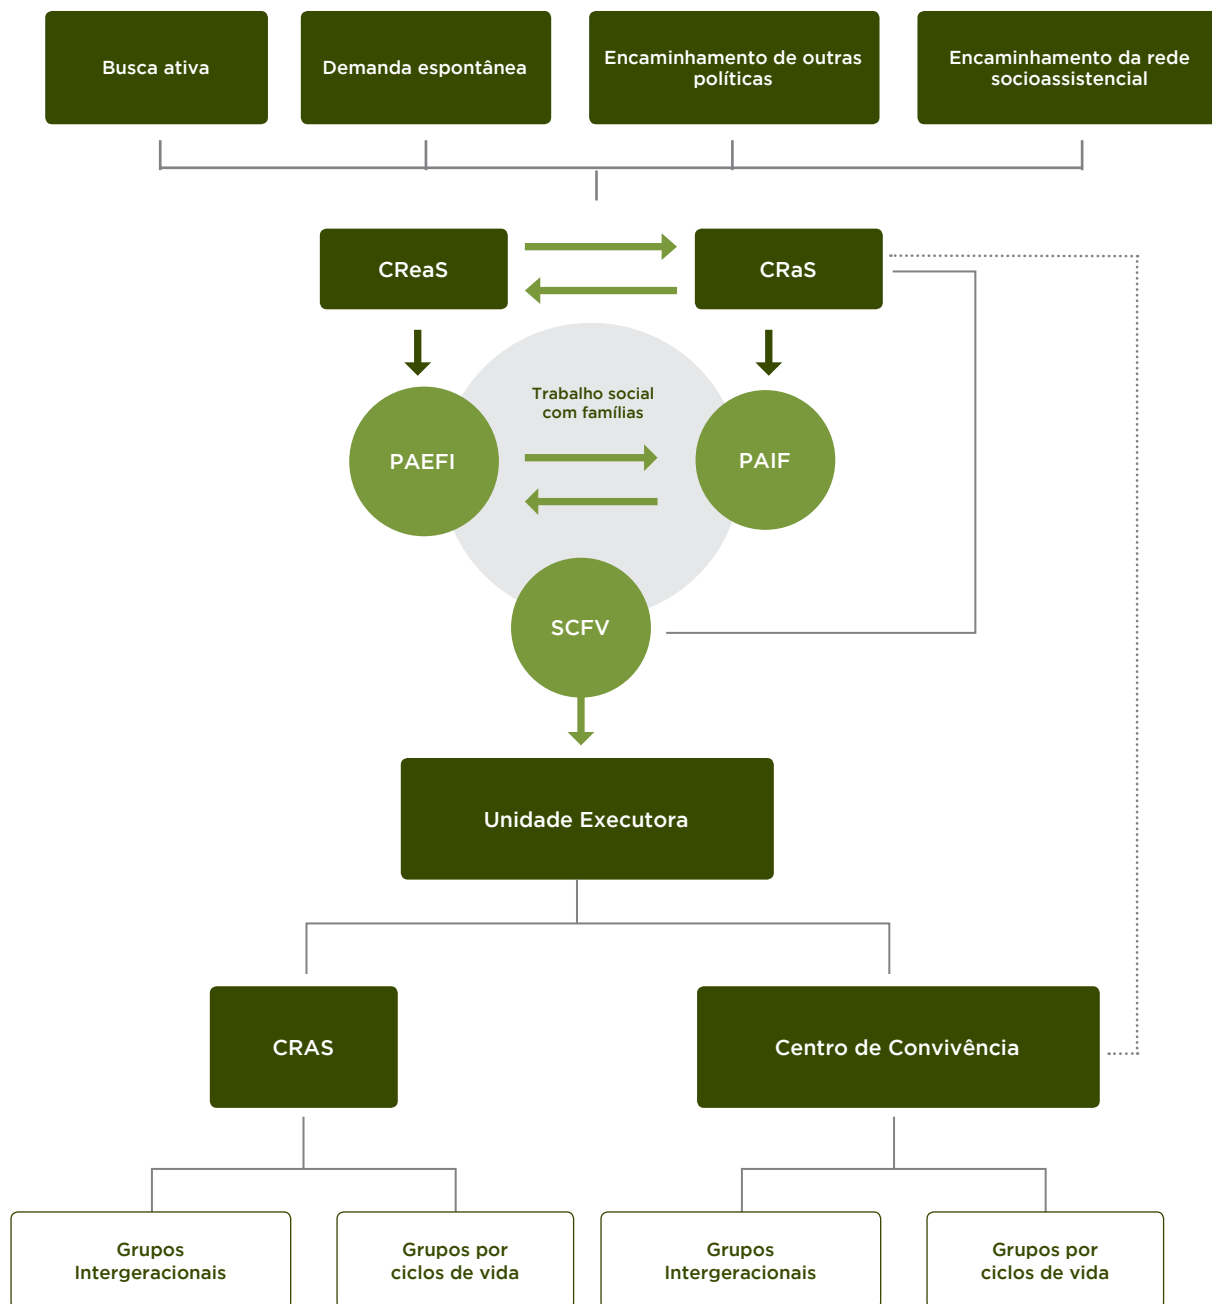 Busca ativa
Demanda espontânea
Encaminhamento de outras
políticas
Encaminhamento da rede
socioassistencial
CReaS
CRaS
Trabalho social
com famílias
PAEFI
PAIF
SCFV
Unidade Executora
CRAS
Centro de Convivência
Grupos
Intergeracionais
Grupos por
ciclos de vida
Grupos
Intergeracionais
Grupos por
ciclos de vida